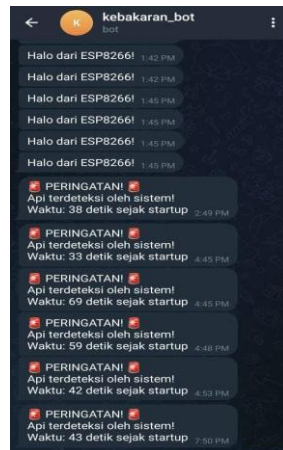 kebakaran_bot
K
bot
Halo dari ESP8266! 1:42 PM
Halo dari ESP8266! 1:42 PM
Halo dari ESP8266! 1:45 PM
Halo dari ESP8266! 1:45 PM
Halo dari ESP8266! 1:45 PM
Halo dari ESP8266! 1:45 PM
🚨 PERINGATAN! 🚨
Api terdeteksi oleh sistem!
Waktu: 38 detik sejak startup 2:49 PM
🚨 PERINGATAN! 🚨
Api terdeteksi oleh sistem!
Waktu: 33 detik sejak startup 4:45 PM
🚨 PERINGATAN! 🚨
Api terdeteksi oleh sistem!
Waktu: 69 detik sejak startup 4:45 PM
🚨 PERINGATAN! 🚨
Api terdeteksi oleh sistem!
Waktu: 59 detik sejak startup 4:48 PM
🚨 PERINGATAN! 🚨
Api terdeteksi oleh sistem!
Waktu: 42 detik sejak startup 4:53 PM
🚨 PERINGATAN! 🚨
Api terdeteksi oleh sistem!
Waktu: 43 detik sejak startup 7:50 PM